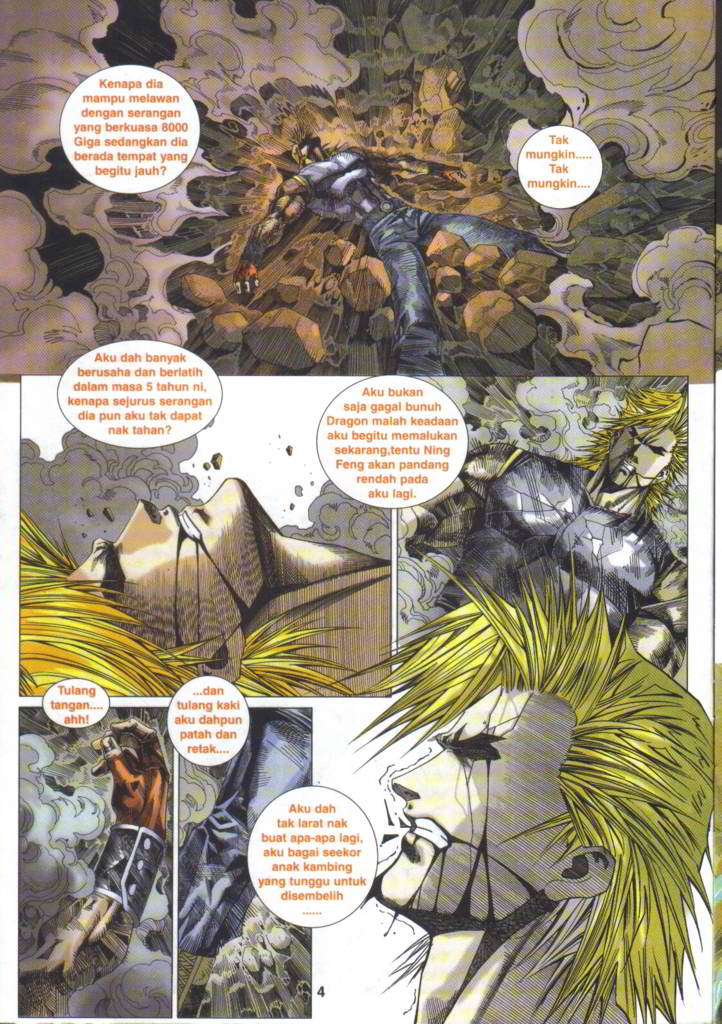 Kenapa dia
mampu melawan
dengan serangan
yang berkuasa 8000
Giga sedangkan dia
berada tempat yang
begitu jauh?
Tak
mungkin.....
Tak
mungkin....
Aku dah banyak
berusaha dan berlatih
dalam masa 5 tahun ni,
kenapa sejurus serangan
dia pun aku tak dapat
nak tahan?
Aku bukan
saja gagal bunuh
Dragon malah keadaan
aku begitu memalukan
sekarang,tentu Ning
Feng akan pandang
rendah pada
aku lagi.
Tulang
tangan....
ahh!
...dan
tulang kaki
aku dahpun
patah dan
retak....
Aku dah
tak larat nak
buat apa-apa lagi,
aku bagai seekor
anak kambing
yang tunggu untuk
disembelih
......
4